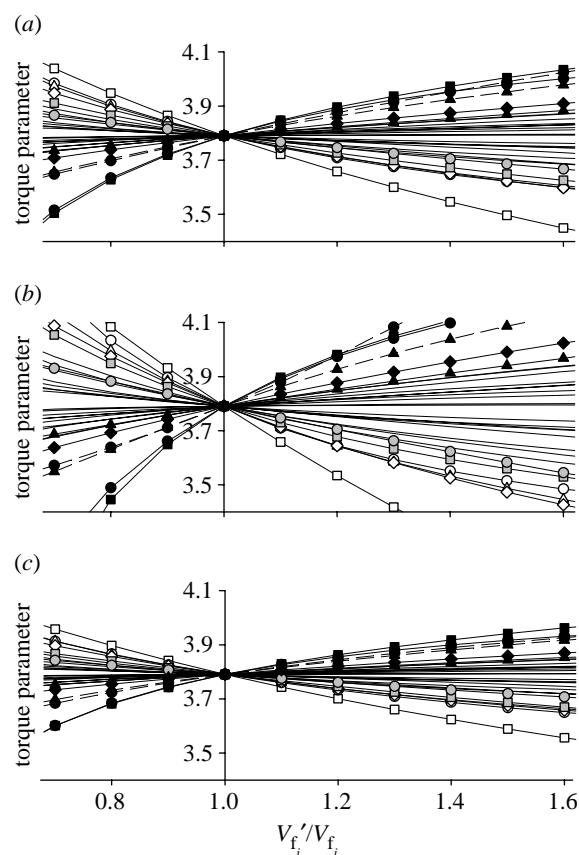 (a)
4.1
3.9
3.7
3.5
torque parameter
(b)
4.1
3.9
3.7
3.5
torque parameter
(c)
4.1
3.9
3.7
3.5
torque parameter
0.8 1.0 1.2 1.4 1.6
V_{f_i}′/V_{f_i}